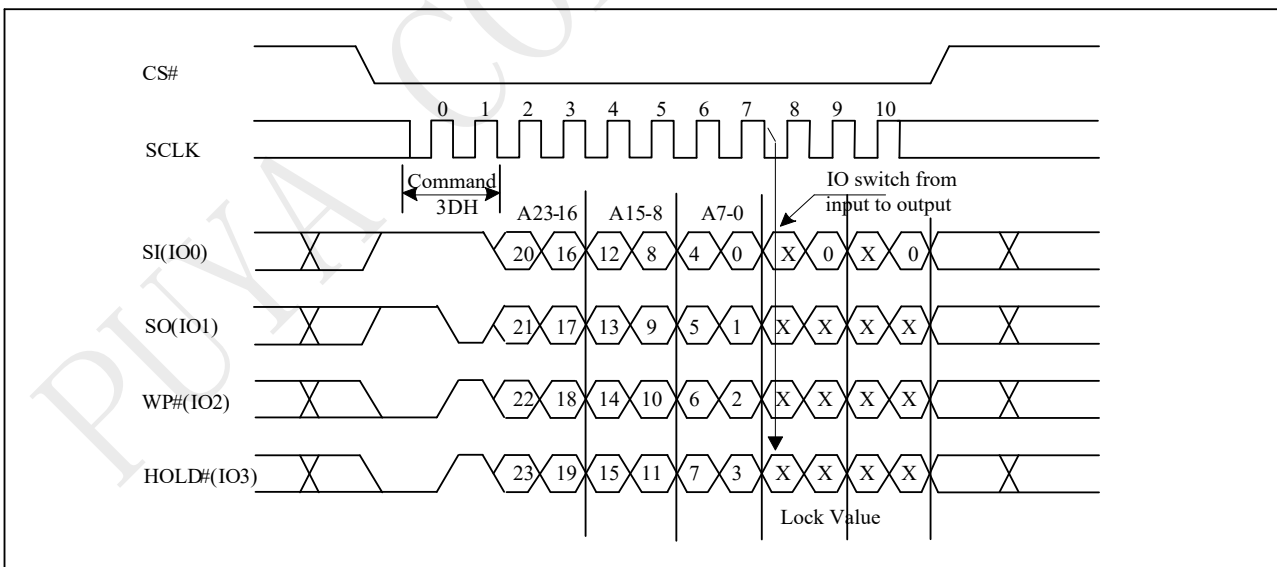 PUYA CO
CS#
0 1 2 3 4 5 6 7 8 9 10
SCLK
Command
3DH
IO switch from
input to output
A23-16 A15-8 A7-0
SI(IO0) 20 16 12 8 4 0 X 0 X 0
SO(IO1) 21 17 13 9 5 1 X X X X
WP#(IO2) 22 18 14 10 6 2 X X X X
HOLD#(IO3) 23 19 15 11 7 3 X X X X
Lock Value